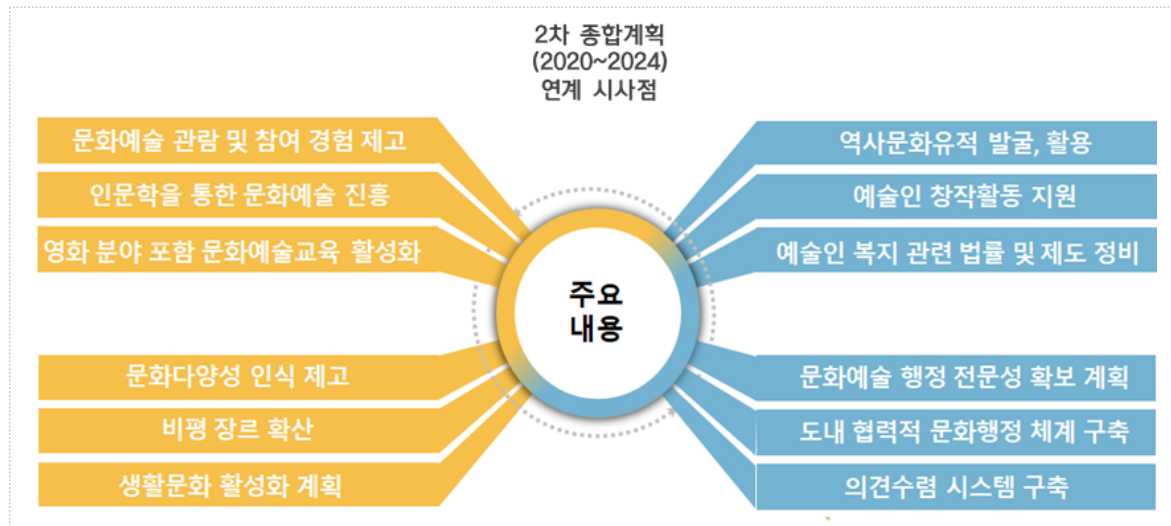 2차 종합계획
(2020~2024)
연계 시사점
문화예술 관람 및 참여 경험 제고
인문학을 통한 문화예술 진흥
영화 분야 포함 문화예술교육 활성화
문화다양성 인식 제고
비평 장르 확산
생활문화 활성화 계획
주요
내용
역사문화유적 발굴, 활용
예술인 창작활동 지원
예술인 복지 관련 법률 및 제도 정비
문화예술 행정 전문성 확보 계획
도내 협력적 문화행정 체계 구축
의견수렴 시스템 구축